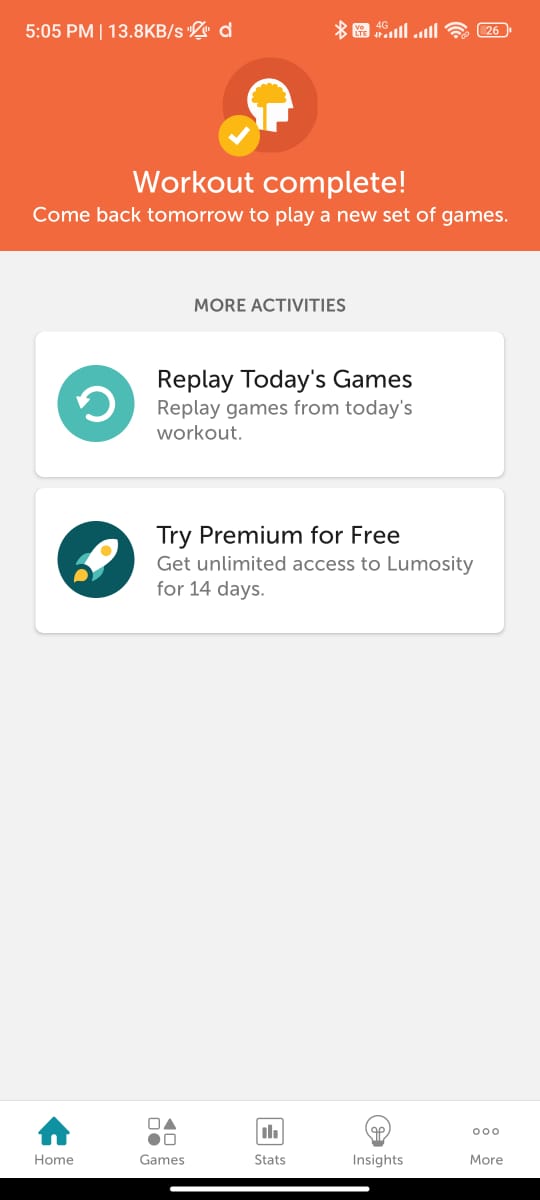 5:05 PM | 13.8KB/s d Vo LTE 4G 26
Workout complete!
Come back tomorrow to play a new set of games.
MORE ACTIVITIES
Replay Today's Games
Replay games from today's
workout.
Try Premium for Free
Get unlimited access to Lumosity
for 14 days.
Home Games Stats Insights More